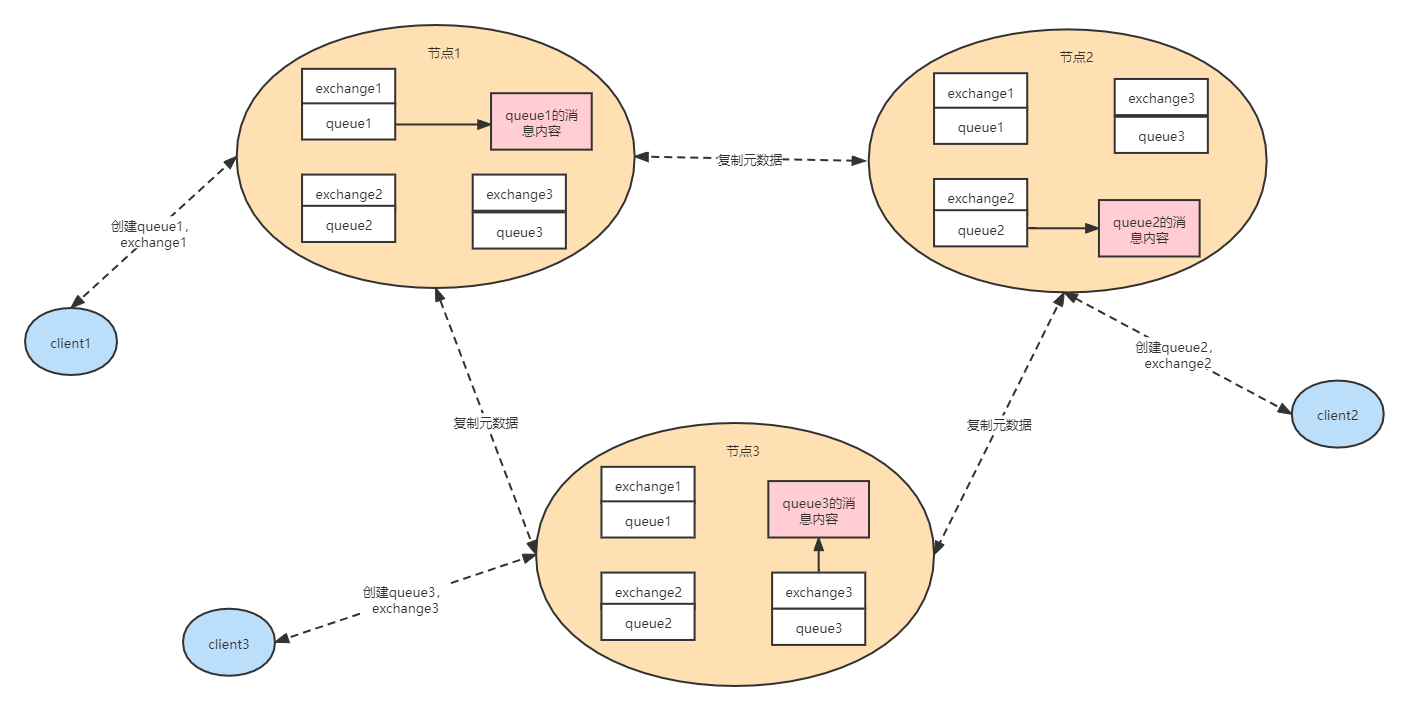 节点1
exchange1
queue1
queue1的消
息内容
exchange2
queue2
exchange3
queue3
复制元数据
节点2
exchange1
queue1
exchange3
queue3
exchange2
queue2
queue2的消
息内容
创建queue1，
exchange1
client1
创建queue2，
exchange2
client2
复制元数据
复制元数据
节点3
exchange1
queue1
queue3的消
息内容
exchange2
queue2
exchange3
queue3
创建queue3，
exchange3
client3